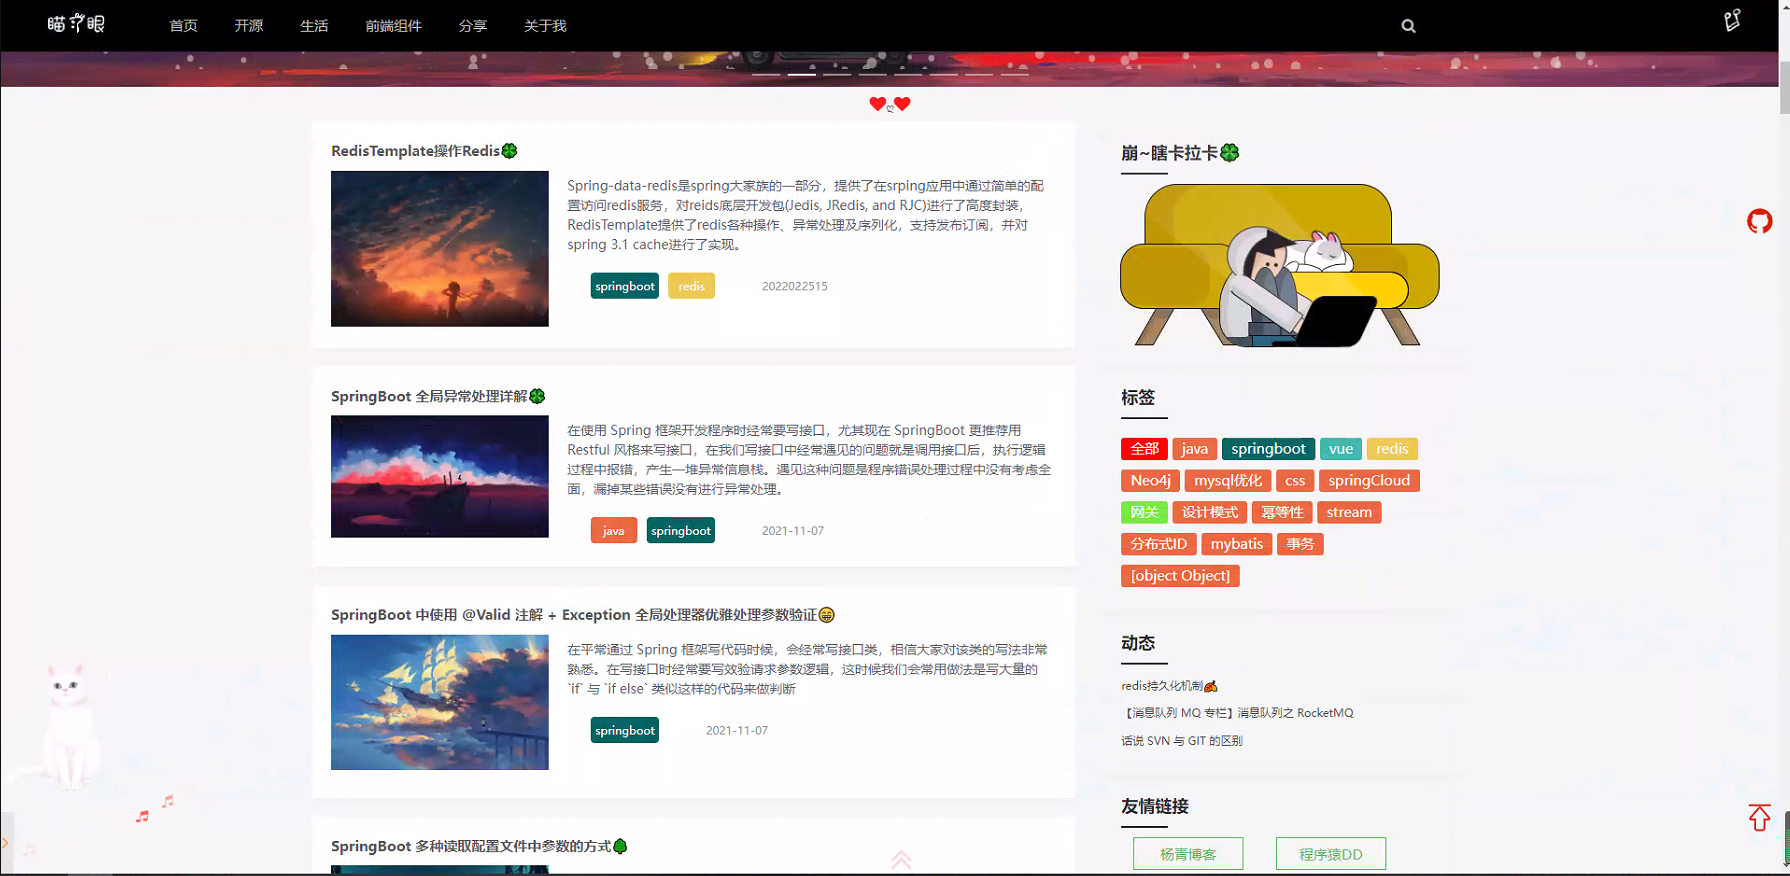 瞄 眼
首页 开源 生活 前端组件 分享 关于我
RedisTemplate操作Redis
Spring-data-redis是spring大家族的一部分，提供了在srping应用中通过简单的配
置访问redis服务，对reids底层开发包(Jedis, JRedis, and RJC)进行了高度封装，
RedisTemplate提供了redis各种操作、异常处理及序列化，支持发布订阅，并对
spring 3.1 cache进行了实现。
springboot redis 2022022515
SpringBoot 全局异常处理详解
在使用 Spring 框架开发程序时经常要写接口，尤其现在 SpringBoot 更推荐用
Restful 风格来写接口，在我们写接口中经常遇见的问题就是调用接口后，执行逻辑
过程中报错，产生一堆异常信息栈。遇见这种问题是程序错误处理过程中没有考虑全
面，漏掉某些错误没有进行异常处理。
java springboot 2021-11-07
SpringBoot 中使用 @Valid 注解 + Exception 全局处理器优雅处理参数验证
在平常通过 Spring 框架写代码时候，会经常写接口类，相信大家对该类的写法非常
熟悉。在写接口时经常要写效验请求参数逻辑，这时候我们会常用做法是写大量的
`if` 与 `if else` 类似这样的代码来做判断
springboot 2021-11-07
SpringBoot 多种读取配置文件中参数的方式
崩~瞎卡拉卡
标签
全部 java springboot vue redis
Neo4j mysql优化 css springCloud
网关 设计模式 幂等性 stream
分布式ID mybatis 事务
[object Object]
动态
redis持久化机制
【消息队列 MQ 专栏】消息队列之 RocketMQ
话说 SVN 与 GIT 的区别
友情链接
杨青博客 程序猿DD